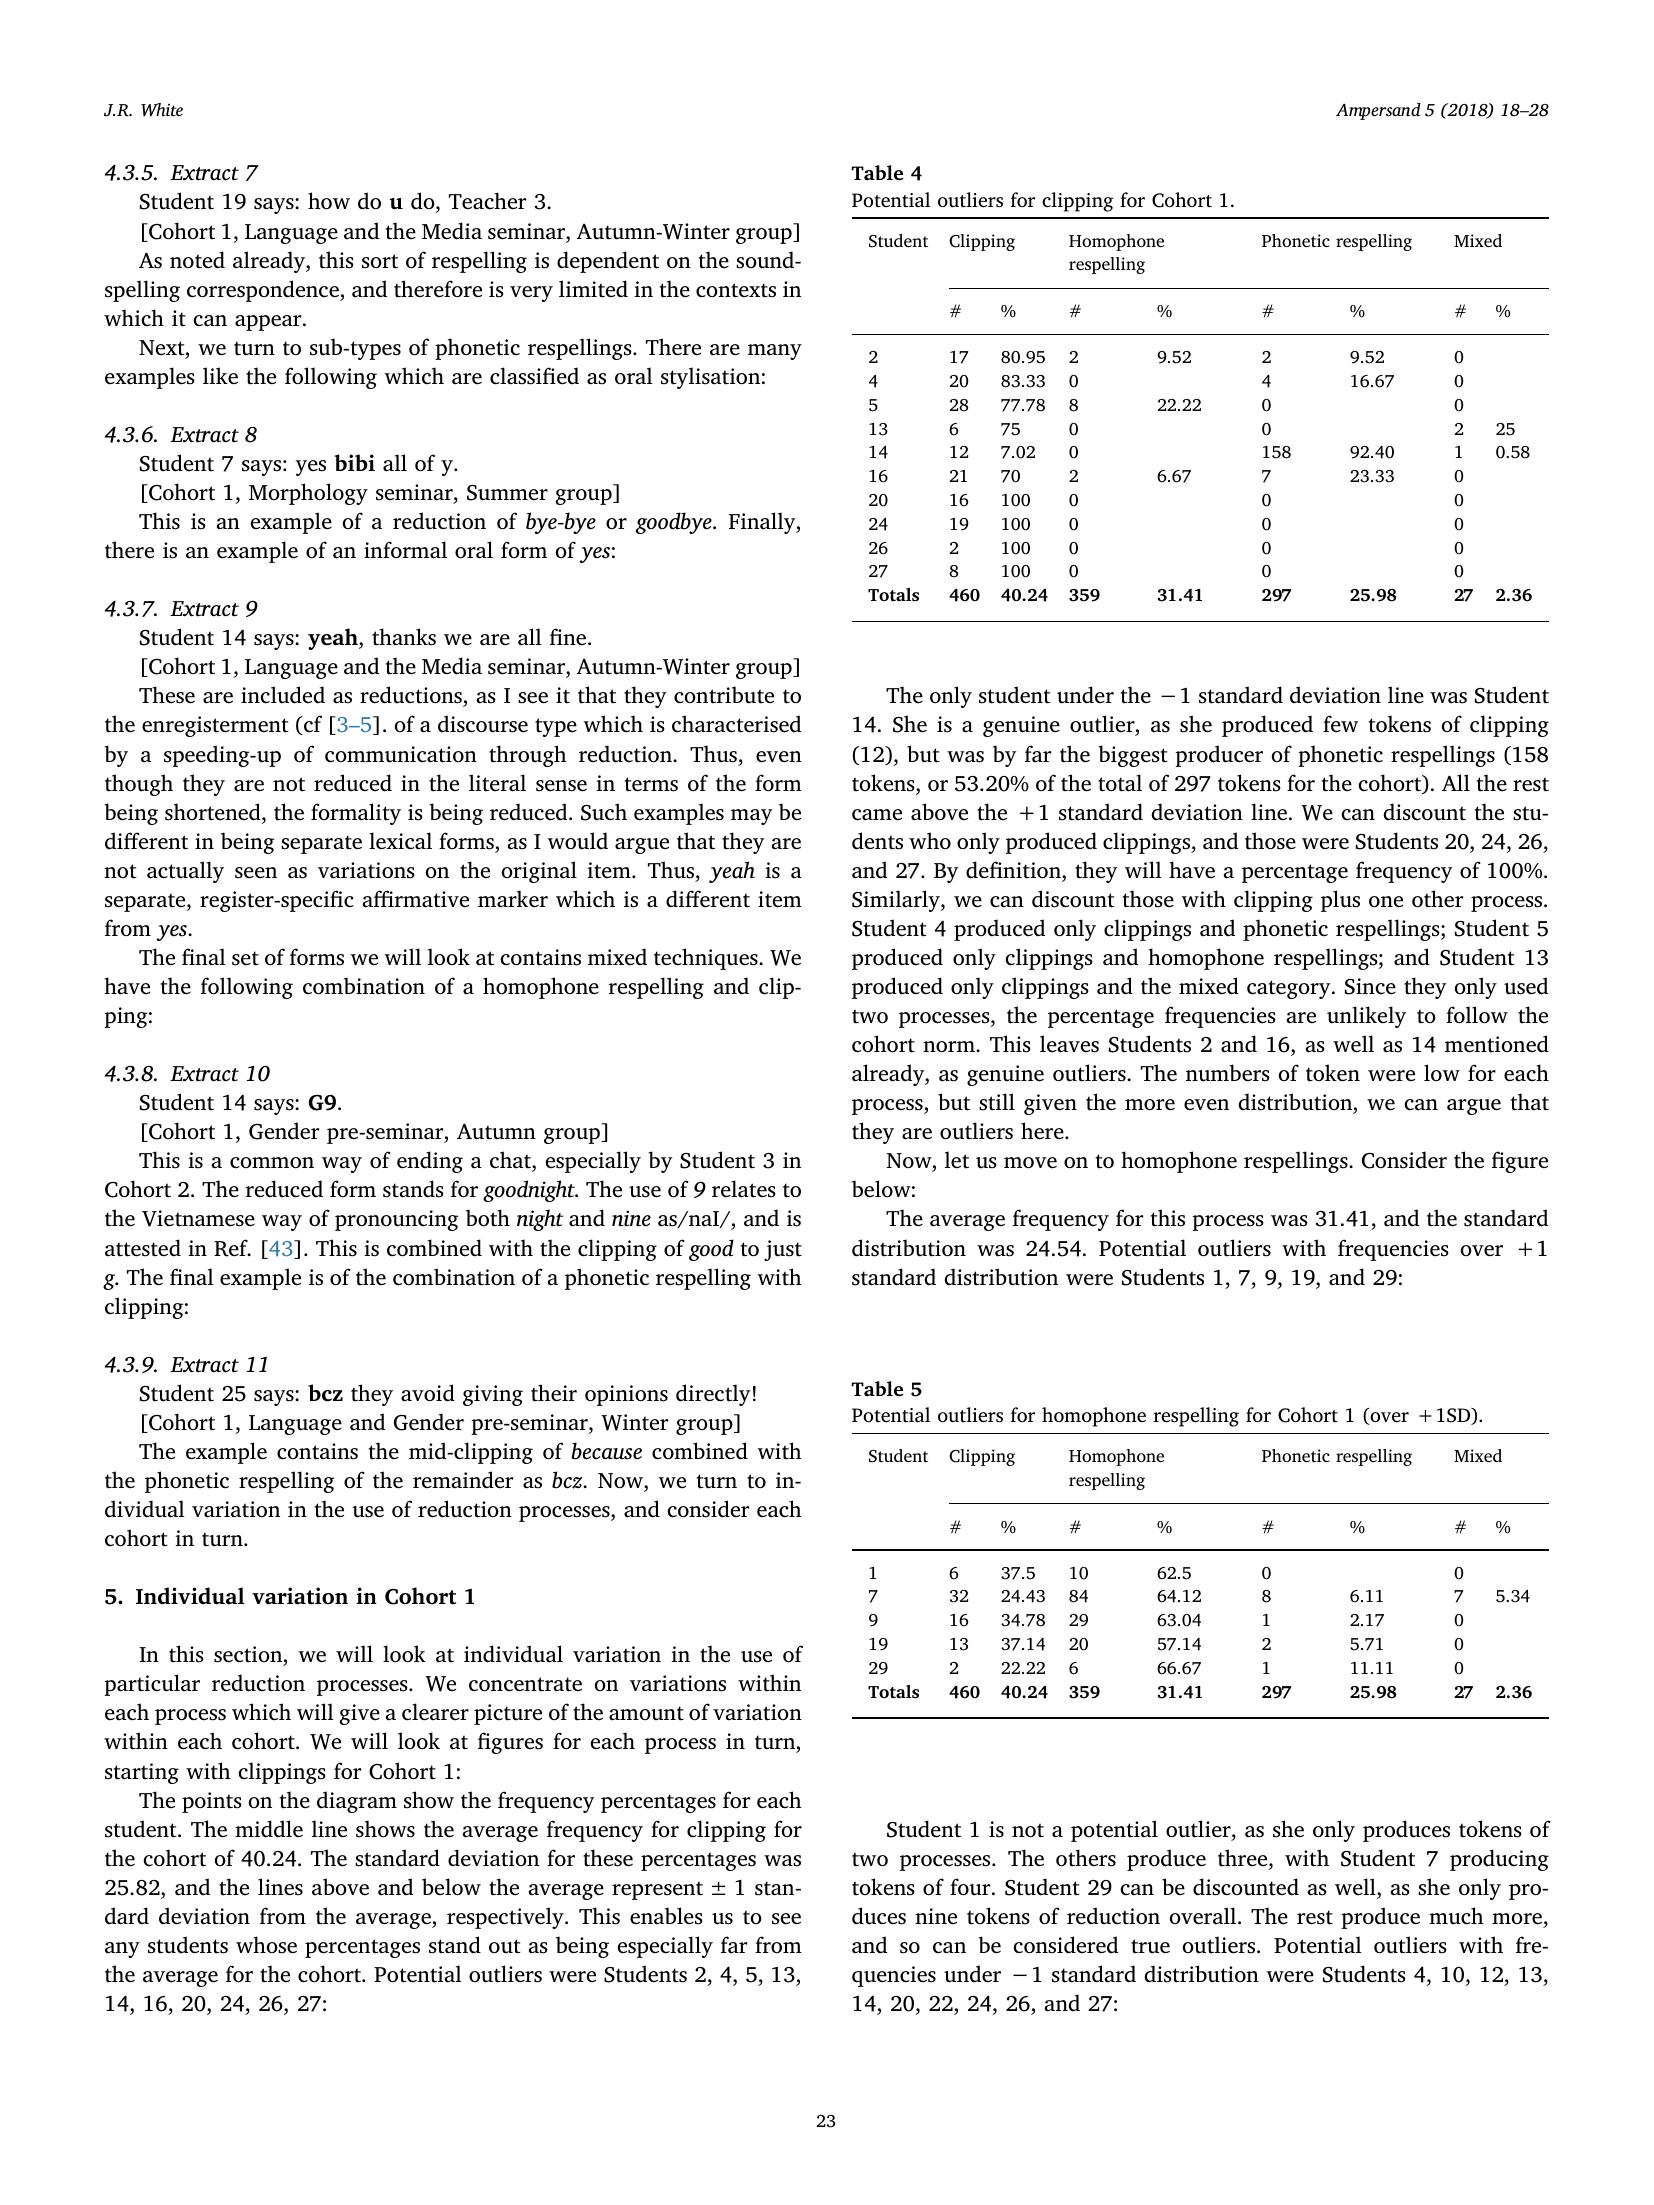 J.R. White
Ampersand 5 (2018) 18–28
4.3.5. Extract 7
Student 19 says: how do u do, Teacher 3.
[Cohort 1, Language and the Media seminar, Autumn-Winter group]
As noted already, this sort of respelling is dependent on the sound-
spelling correspondence, and therefore is very limited in the contexts in
which it can appear.
Next, we turn to sub-types of phonetic respellings. There are many
examples like the following which are classified as oral stylisation:
4.3.6. Extract 8
Student 7 says: yes bibi all of y.
[Cohort 1, Morphology seminar, Summer group]
This is an example of a reduction of bye-bye or goodbye. Finally,
there is an example of an informal oral form of yes:
4.3.7. Extract 9
Student 14 says: yeah, thanks we are all fine.
[Cohort 1, Language and the Media seminar, Autumn-Winter group]
These are included as reductions, as I see it that they contribute to
the enregisterment (cf [3–5]. of a discourse type which is characterised
by a speeding-up of communication through reduction. Thus, even
though they are not reduced in the literal sense in terms of the form
being shortened, the formality is being reduced. Such examples may be
different in being separate lexical forms, as I would argue that they are
not actually seen as variations on the original item. Thus, yeah is a
separate, register-specific affirmative marker which is a different item
from yes.
The final set of forms we will look at contains mixed techniques. We
have the following combination of a homophone respelling and clip-
ping:
4.3.8. Extract 10
Student 14 says: G9.
[Cohort 1, Gender pre-seminar, Autumn group]
This is a common way of ending a chat, especially by Student 3 in
Cohort 2. The reduced form stands for goodnight. The use of 9 relates to
the Vietnamese way of pronouncing both night and nine as/naI/, and is
attested in Ref. [43]. This is combined with the clipping of good to just
g. The final example is of the combination of a phonetic respelling with
clipping:
4.3.9. Extract 11
Student 25 says: bcz they avoid giving their opinions directly!
[Cohort 1, Language and Gender pre-seminar, Winter group]
The example contains the mid-clipping of because combined with
the phonetic respelling of the remainder as bcz. Now, we turn to in-
dividual variation in the use of reduction processes, and consider each
cohort in turn.
5. Individual variation in Cohort 1
In this section, we will look at individual variation in the use of
particular reduction processes. We concentrate on variations within
each process which will give a clearer picture of the amount of variation
within each cohort. We will look at figures for each process in turn,
starting with clippings for Cohort 1:
The points on the diagram show the frequency percentages for each
student. The middle line shows the average frequency for clipping for
the cohort of 40.24. The standard deviation for these percentages was
25.82, and the lines above and below the average represent ± 1 stan-
dard deviation from the average, respectively. This enables us to see
any students whose percentages stand out as being especially far from
the average for the cohort. Potential outliers were Students 2, 4, 5, 13,
14, 16, 20, 24, 26, 27:
Table 4
Potential outliers for clipping for Cohort 1.
Student Clipping Homophone respelling Phonetic respelling Mixed
# % # % # % # %
2 17 80.95 2 9.52 2 9.52 0
4 20 83.33 0 4 16.67 0
5 28 77.78 8 22.22 0 0
13 6 75 0 0 2 25
14 12 7.02 0 158 92.40 1 0.58
16 21 70 2 6.67 7 23.33 0
20 16 100 0 0 0
24 19 100 0 0 0
26 2 100 0 0 0
27 8 100 0 0 0
Totals 460 40.24 359 31.41 297 25.98 27 2.36
The only student under the −1 standard deviation line was Student
14. She is a genuine outlier, as she produced few tokens of clipping
(12), but was by far the biggest producer of phonetic respellings (158
tokens, or 53.20% of the total of 297 tokens for the cohort). All the rest
came above the +1 standard deviation line. We can discount the stu-
dents who only produced clippings, and those were Students 20, 24, 26,
and 27. By definition, they will have a percentage frequency of 100%.
Similarly, we can discount those with clipping plus one other process.
Student 4 produced only clippings and phonetic respellings; Student 5
produced only clippings and homophone respellings; and Student 13
produced only clippings and the mixed category. Since they only used
two processes, the percentage frequencies are unlikely to follow the
cohort norm. This leaves Students 2 and 16, as well as 14 mentioned
already, as genuine outliers. The numbers of token were low for each
process, but still given the more even distribution, we can argue that
they are outliers here.
Now, let us move on to homophone respellings. Consider the figure
below:
The average frequency for this process was 31.41, and the standard
distribution was 24.54. Potential outliers with frequencies over +1
standard distribution were Students 1, 7, 9, 19, and 29:
Table 5
Potential outliers for homophone respelling for Cohort 1 (over +1SD).
Student Clipping Homophone respelling Phonetic respelling Mixed
# % # % # % # %
1 6 37.5 10 62.5 0 0
7 32 24.43 84 64.12 8 6.11 7 5.34
9 16 34.78 29 63.04 1 2.17 0
19 13 37.14 20 57.14 2 5.71 0
29 2 22.22 6 66.67 1 11.11 0
Totals 460 40.24 359 31.41 297 25.98 27 2.36
Student 1 is not a potential outlier, as she only produces tokens of
two processes. The others produce three, with Student 7 producing
tokens of four. Student 29 can be discounted as well, as she only pro-
duces nine tokens of reduction overall. The rest produce much more,
and so can be considered true outliers. Potential outliers with fre-
quencies under −1 standard distribution were Students 4, 10, 12, 13,
14, 20, 22, 24, 26, and 27:
23